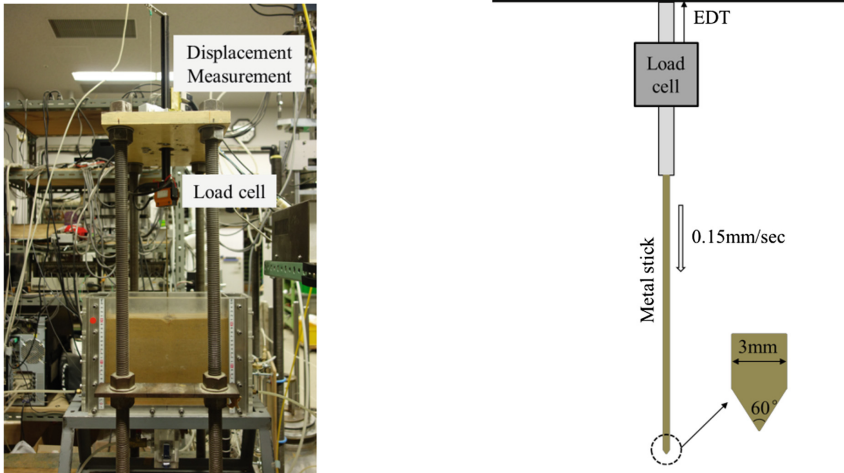 Displacement
Measurement
Load cell
EDT
Load
cell
0.15mm/sec
Metal stick
3mm
60°